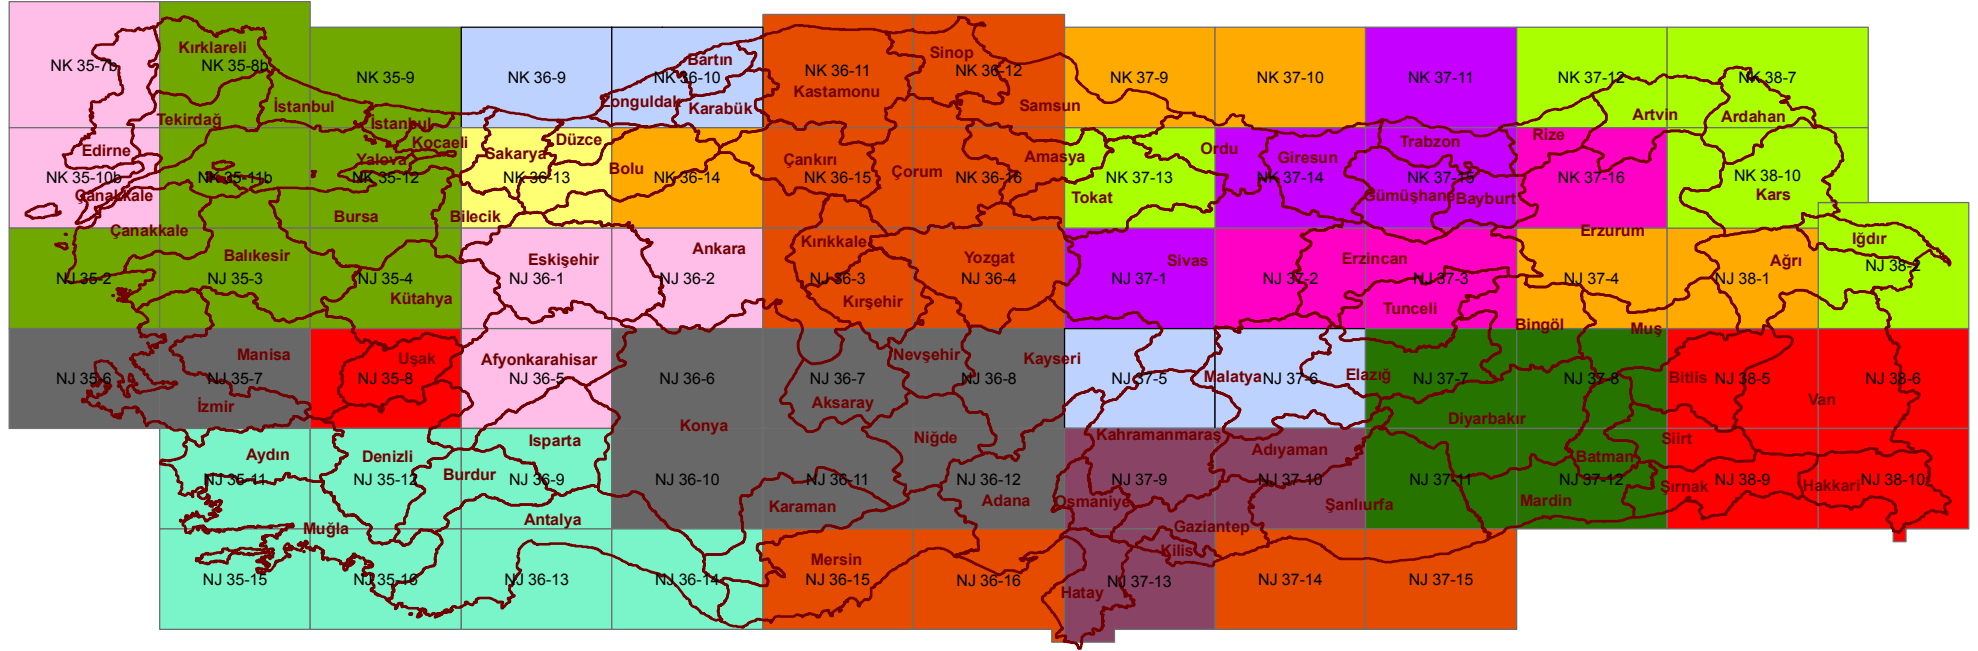 Kırklareli
Sinop
NK 35-7b
NK 35-8b
NK 35-9
NK 36-9
Bartın
NK 36-10
NK 36-11
NK 36-12
NK 37-9
NK 37-10
NK 37-11
NK 37-12
NK 38-7
Kastamonu
İstanbul
Zonguldak
Karabük
Samsun
Artvin
Ardahan
Tekirdağ
İstanbul
Kocaeli
Düzce
Rize
Trabzon
Edirne
Yalova
Sakarya
Bolu
Çankırı
Çorum
Amasya
Ordu
Giresun
NK 35-10b
NK 35-11b
NK 35-12
NK 36-13
NK 36-14
NK 36-15
NK 36-16
NK 37-13
NK 37-14
NK 37-15
NK 37-16
NK 38-10
Çanakkale
Tokat
Gümüşhane
Bayburt
Kars
Çanakkale
Bursa
Bilecik
Erzurum
Balıkesir
Eskişehir
Ankara
Kırıkkale
Yozgat
Sivas
Erzincan
Ağrı
Iğdır
NJ 35-2
NJ 35-3
NJ 35-4
NJ 36-1
NJ 36-2
NJ 36-3
NJ 36-4
NJ 37-1
NJ 37-2
NJ 37-3
NJ 37-4
NJ 38-1
NJ 38-2
Kütahya
Kırşehir
Tunceli
Bingöl
Muş
Manisa
Uşak
Afyonkarahisar
Nevşehir
Kayseri
NJ 35-6
NJ 35-7
NJ 35-8
NJ 36-5
NJ 36-6
NJ 36-7
NJ 36-8
NJ 37-5
Malatya
NJ 37-6
Elazığ
NJ 37-7
NJ 37-8
Bitlis
NJ 38-5
NJ 38-6
İzmir
Aksaray
Van
Konya
Diyarbakır
Isparta
Niğde
Kahramanmaraş
Siirt
Aydın
Denizli
Burdur
Adıyaman
Batman
NJ 35-11
NJ 35-12
NJ 36-9
NJ 36-10
NJ 36-11
NJ 36-12
NJ 37-9
NJ 37-10
NJ 37-11
NJ 37-12
NJ 38-9
NJ 38-10
Şırnak
Hakkari
Karaman
Adana
Osmaniye
Şanlıurfa
Mardin
Muğla
Antalya
Gaziantep
Mersin
Kilis
NJ 35-15
NJ 35-16
NJ 36-13
NJ 36-14
NJ 36-15
NJ 36-16
NJ 37-13
NJ 37-14
NJ 37-15
Hatay